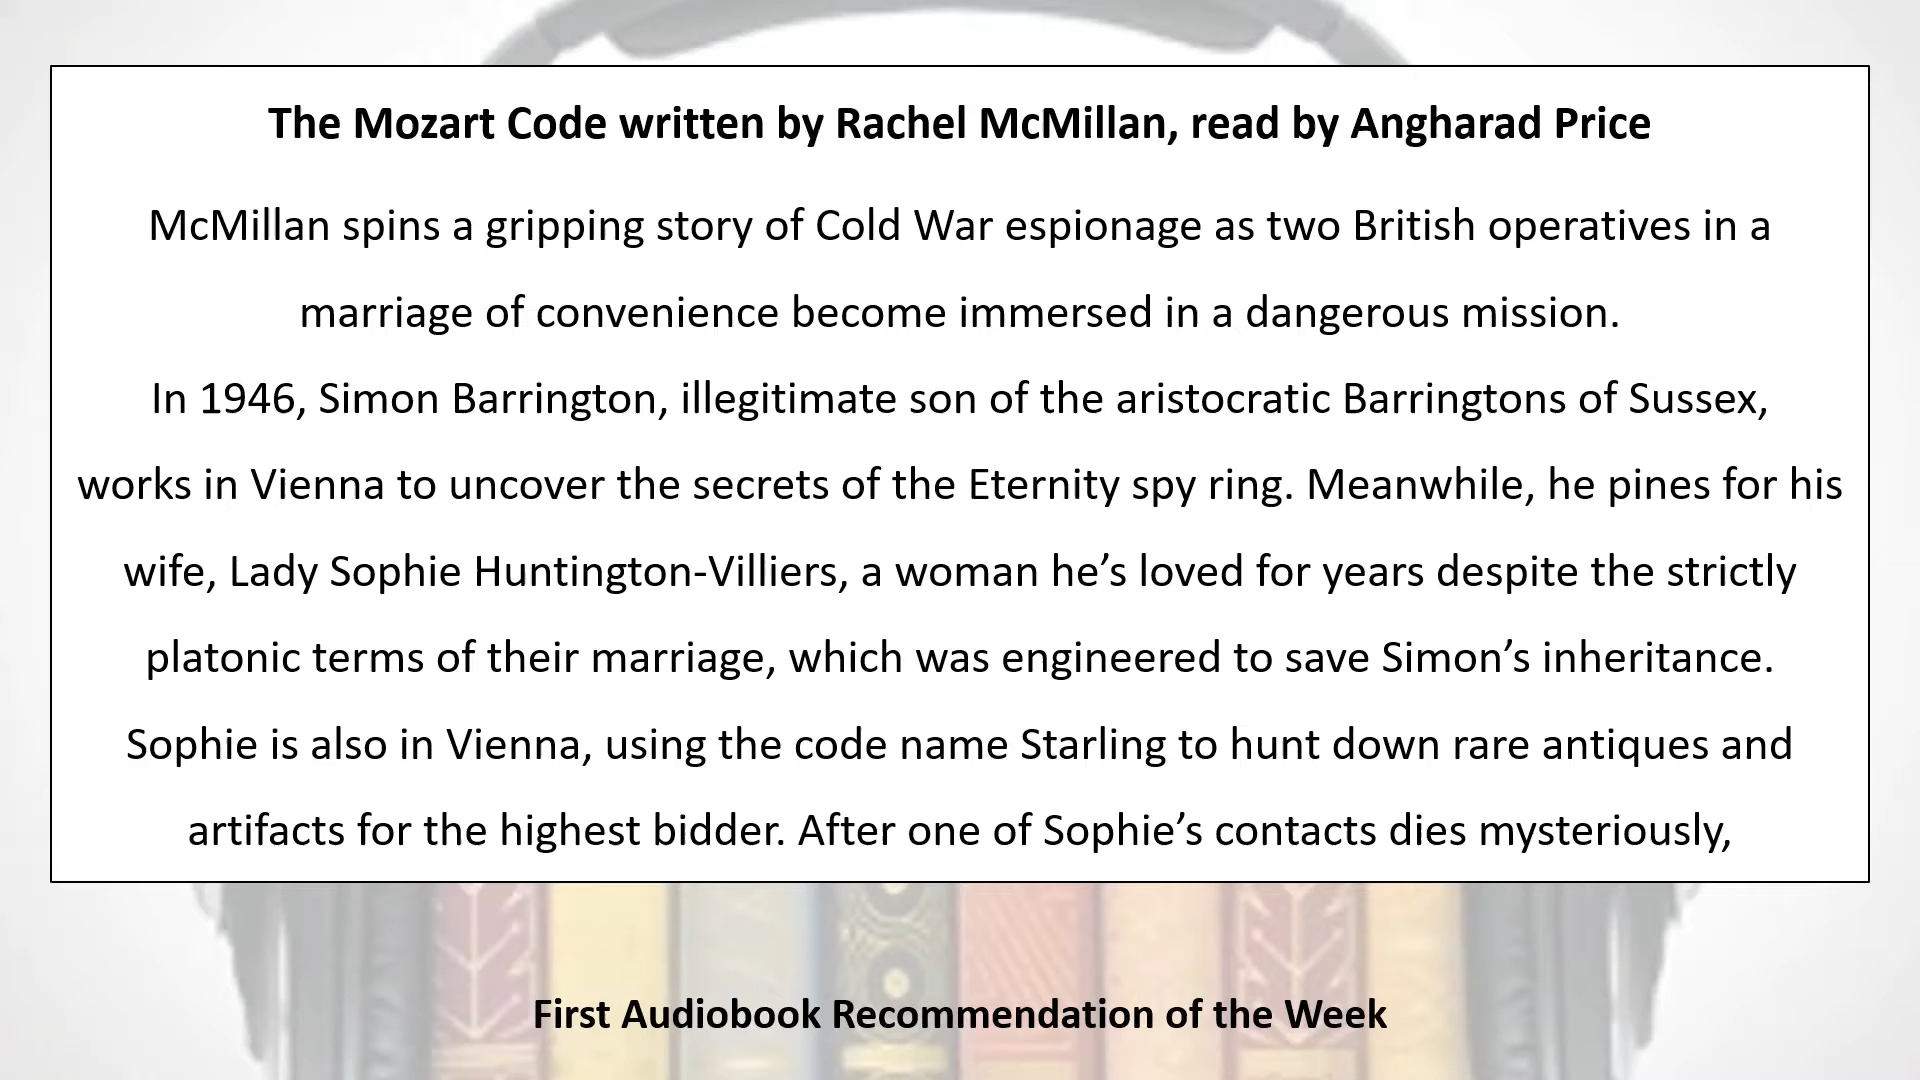 The Mozart Code written by Rachel McMillan, read by Angharad Price
McMillan spins a gripping story of Cold War espionage as two British operatives in a
marriage of convenience become immersed in a dangerous mission.
In 1946, Simon Barrington, illegitimate son of the aristocratic Barringtons of Sussex,
works in Vienna to uncover the secrets of the Eternity spy ring. Meanwhile, he pines for his
wife, Lady Sophie Huntington-Villiers, a woman he’s loved for years despite the strictly
platonic terms of their marriage, which was engineered to save Simon’s inheritance.
Sophie is also in Vienna, using the code name Starling to hunt down rare antiques and
artifacts for the highest bidder. After one of Sophie’s contacts dies mysteriously,
First Audiobook Recommendation of the Week